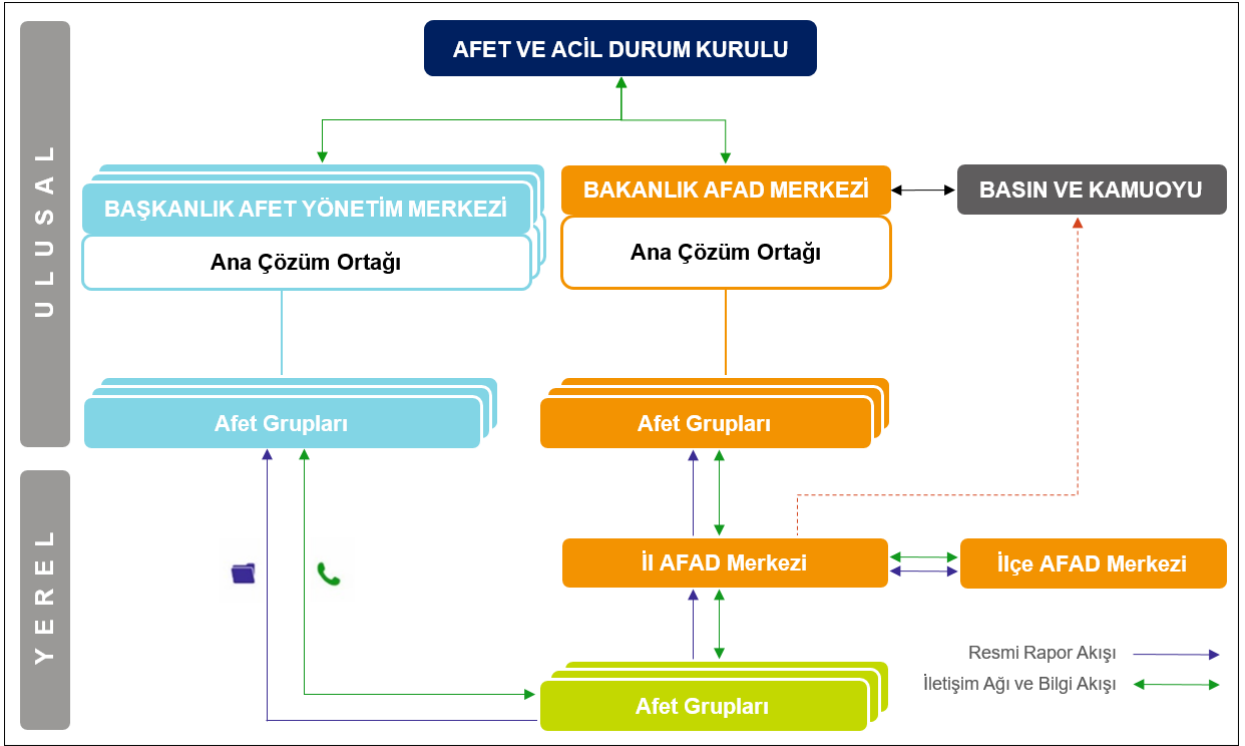 ULUSAL
AFET VE ACİL DURUM KURULU
BAŞKANLIK AFET YÖNETİM MERKEZİ
Ana Çözüm Ortağı
BAKANLIK AFAD MERKEZİ
Ana Çözüm Ortağı
BASIN VE KAMUOYU
Afet Grupları
Afet Grupları
YEREL
İl AFAD Merkezi
İlçe AFAD Merkezi
Resmi Rapor Akışı
İletişim Ağı ve Bilgi Akışı
Afet Grupları